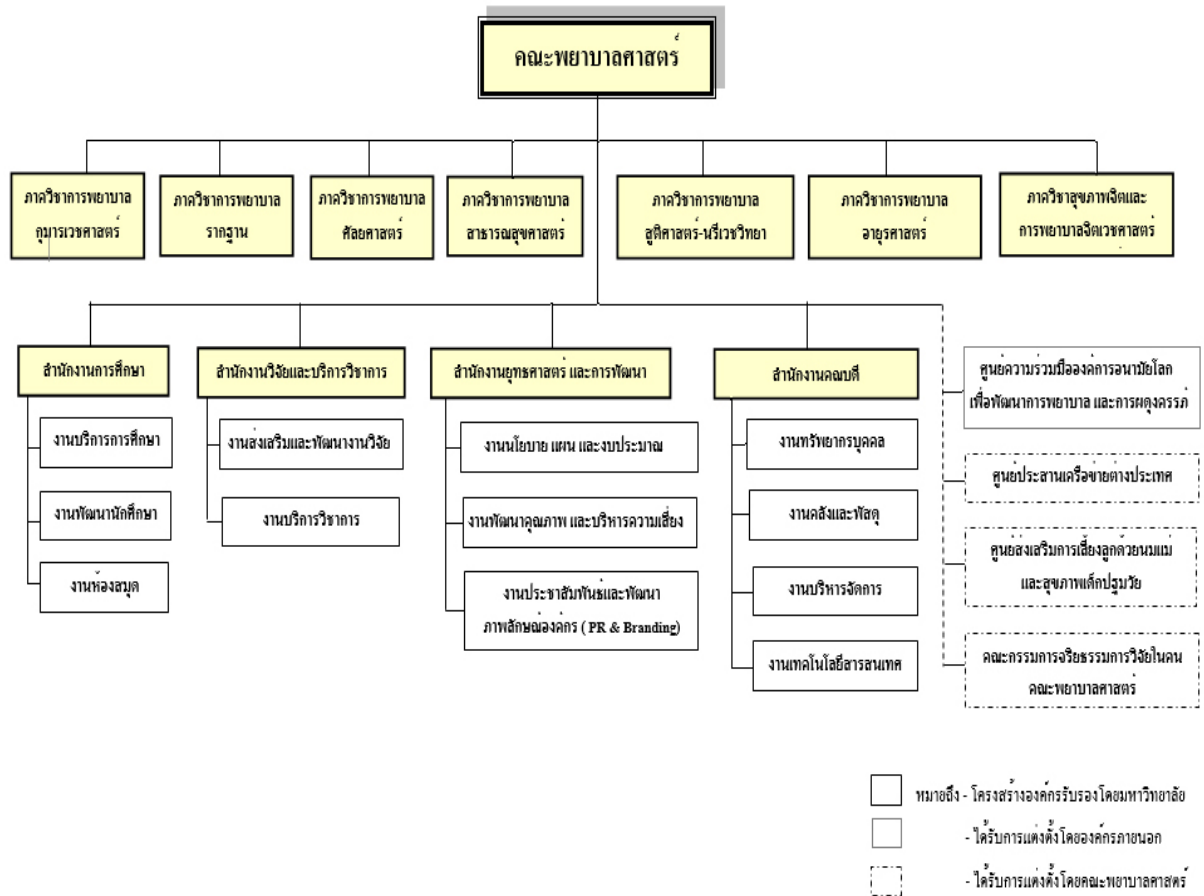 คณะพยาบาลศาสตร์
ภาควิชาการพยาบาล
กุมารเวชศาสตร์
ภาควิชาการพยาบาล
รากฐาน
ภาควิชาการพยาบาล
ศัลยศาสตร์
ภาควิชาการพยาบาล
สาธารณสุขศาสตร์
ภาควิชาการพยาบาล
สูติศาสตร์-นรีเวชวิทยา
ภาควิชาการพยาบาล
อายุรศาสตร์
ภาควิชาสุขภาพจิตและ
การพยาบาลจิตเวชศาสตร์
สำนักงานการศึกษา
งานบริการการศึกษา
งานพัฒนานักศึกษา
งานห้องสมุด
สำนักงานวิจัยและบริการวิชาการ
งานส่งเสริมและพัฒนางานวิจัย
งานบริการวิชาการ
สำนักงานยุทธศาสตร์ และการพัฒนา
งานนโยบาย แผน และงบประมาณ
งานพัฒนาคุณภาพ และบริหารความเสี่ยง
งานประชาสัมพันธ์และพัฒนา
ภาพลักษณ์องค์กร ( PR & Branding)
สำนักงานคณบดี
งานทรัพยากรบุคคล
งานคลังและพัสดุ
งานบริหารจัดการ
งานเทคโนโลยีสารสนเทศ
ศูนย์ความร่วมมือองค์การอนามัยโลก
เพื่อพัฒนาการพยาบาล และการผดุงครรภ์
ศูนย์ประสานเครือข่ายต่างประเทศ
ศูนย์ส่งเสริมการเลี้ยงลูกด้วยนมแม่
และสุขภาพเด็กปฐมวัย
คณะกรรมการจริยธรรมการวิจัยในคน
คณะพยาบาลศาสตร์
หมายถึง - โครงสร้างองค์กรรับรองโดยมหาวิทยาลัย
- ได้รับการแต่งตั้งโดยองค์กรภายนอก
- ได้รับการแต่งตั้งโดยคณะพยาบาลศาสตร์